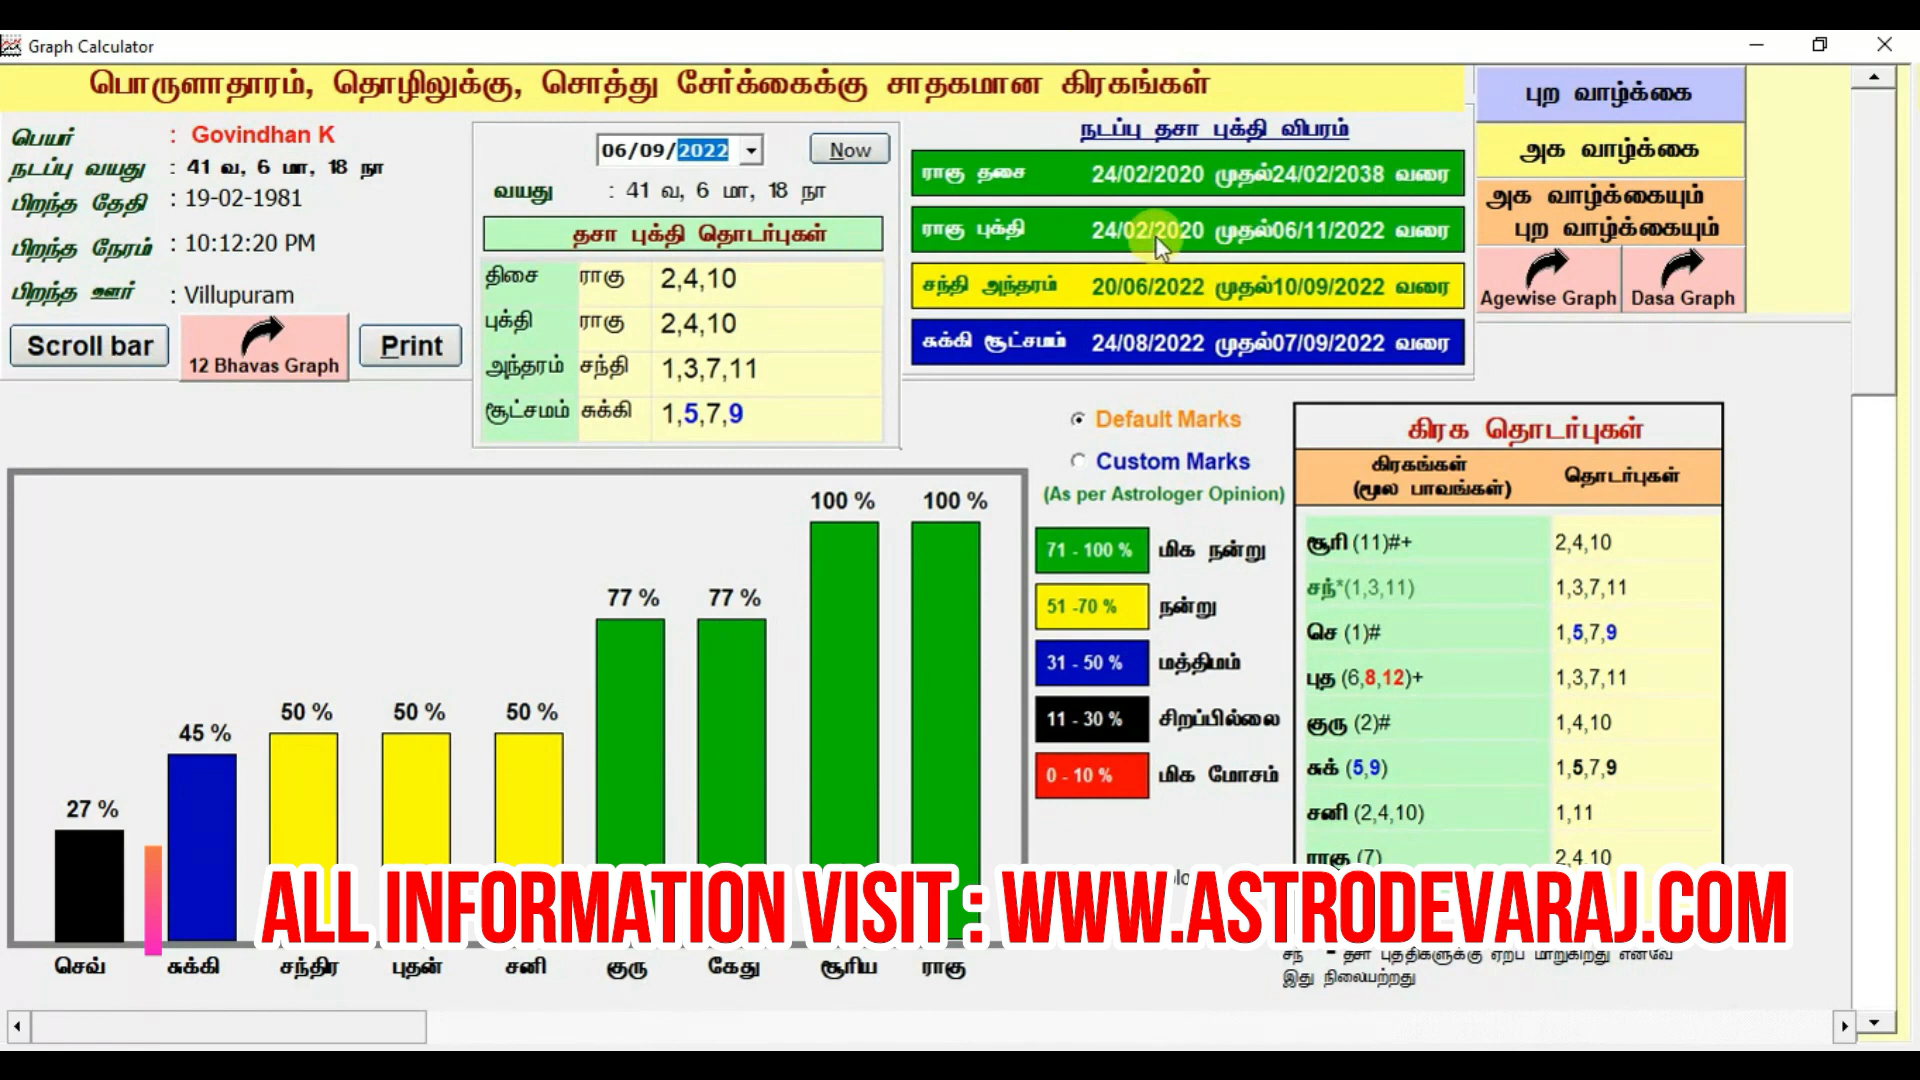 Graph Calculator
பொருளாதாரம், தொழிலுக்கு, சொத்து சேர்க்கைக்கு சாதகமான கிரகங்கள்
பெயர் : Govindhan K
நடப்பு வயது : 41 வ, 6 மா, 18 நா
பிறந்த தேதி : 19-02-1981
பிறந்த நேரம் : 10:12:20 PM
பிறந்த ஊர் : Villupuram
Scroll bar
12 Bhavas Graph
Print
06/09/2022
Now
வயது : 41 வ, 6 மா, 18 நா
தசா புக்தி தொடர்புகள்
திசை ராகு 2,4,10
புக்தி ராகு 2,4,10
அந்தரம் சந்தி 1,3,7,11
சூட்சமம் சுக்கி 1,5,7,9
நடப்பு தசா புக்தி விபரம்
ராகு தசை 24/02/2020 முதல்24/02/2038 வரை
ராகு புக்தி 24/02/2020 முதல்06/11/2022 வரை
சந்தி அந்தரம் 20/06/2022 முதல்10/09/2022 வரை
சுக்கி சூட்சமம் 24/08/2022 முதல்07/09/2022 வரை
புற வாழ்க்கை
அக வாழ்க்கை
அக வாழ்க்கையும்
புற வாழ்க்கையும்
Agewise Graph
Dasa Graph
100 %
100 %
77 %
77 %
50 %
50 %
50 %
45 %
27 %
செவ்
சுக்கி
சந்திர
புதன்
சனி
குரு
கேது
சூரிய
ராகு
Default Marks
Custom Marks
(As per Astrologer Opinion)
71 - 100 % மிக நன்று
51 -70 % நன்று
31 - 50 % மத்திமம்
11 - 30 % சிறப்பில்லை
0 - 10 % மிக மோசம்
கிரக தொடர்புகள்
கிரகங்கள்
(மூல பாவங்கள்)
தொடர்புகள்
சூரி (11)#+ 2,4,10
சந்*(1,3,11) 1,3,7,11
செ (1)# 1,5,7,9
புத (6,8,12)+ 1,3,7,11
குரு (2)# 1,4,10
சுக் (5,9) 1,5,7,9
சனி (2,4,10) 1,11
ராகு (7) 2,4,10
ALL INFORMATION VISIT : WWW.ASTRODEVARAJ.COM
சந் - தசா புத்திகளுக்கு ஏற்ப மாறுகிறது எனவே
இது நிலையற்றது